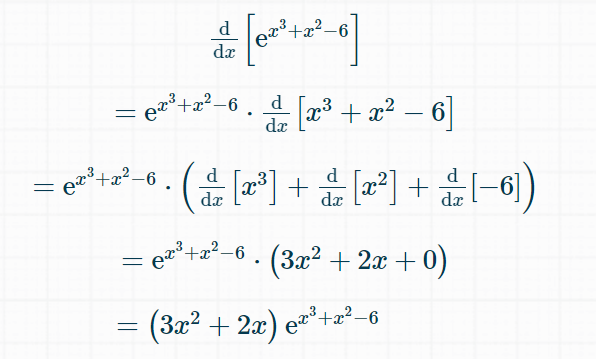 d/dx [e^(x³+x²−6)]
= e^(x³+x²−6) · d/dx [x³ + x² − 6]
= e^(x³+x²−6) · (d/dx [x³] + d/dx [x²] + d/dx [−6])
= e^(x³+x²−6) · (3x² + 2x + 0)
= (3x² + 2x) e^(x³+x²−6)